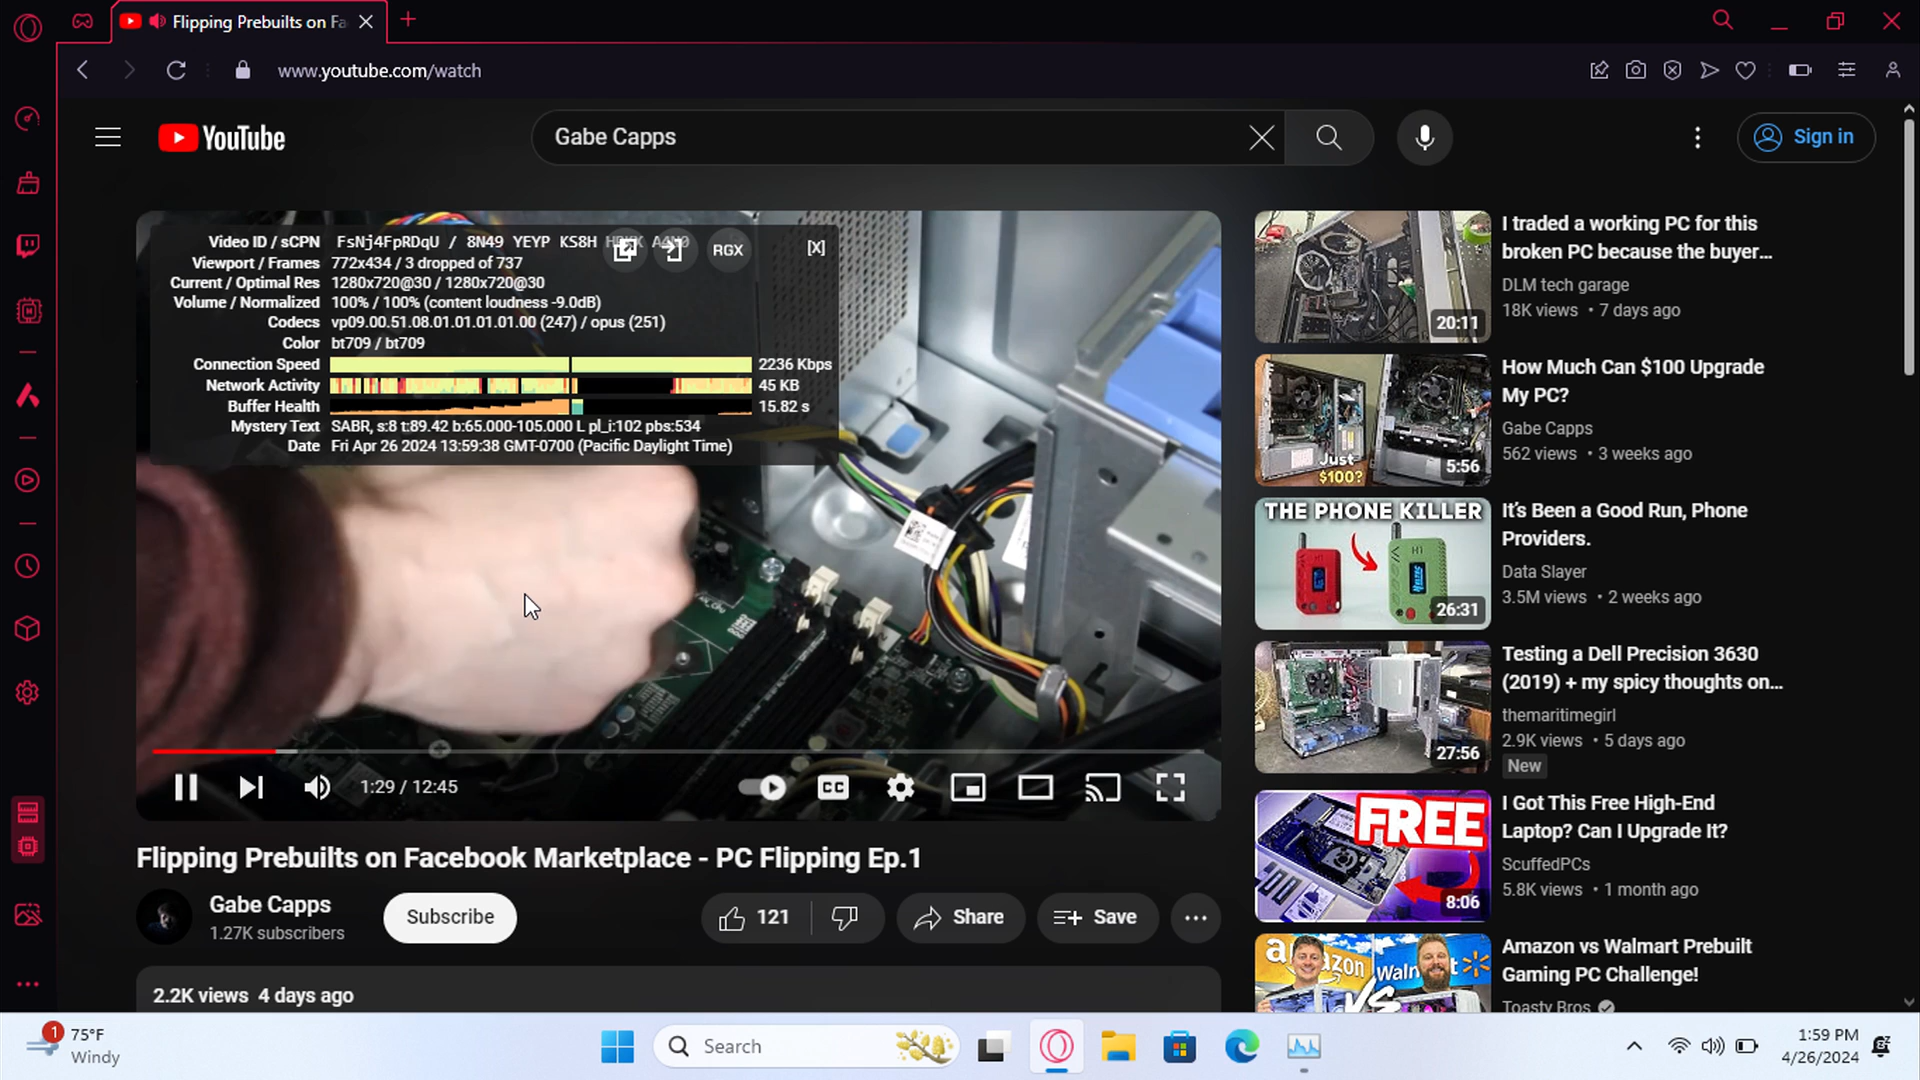 Flipping Prebuilts on Fa
www.youtube.com/watch
YouTube
Gabe Capps
Sign in
Video ID / sCPN FsNj4FpRDqU / 8N49 YEYP KS8H
RGX
[X]
Viewport / Frames 772x434 / 3 dropped of 737
Current / Optimal Res 1280x720@30 / 1280x720@30
Volume / Normalized 100% / 100% (content loudness -9.0dB)
Codecs vp09.00.51.08.01.01.01.01.00 (247) / opus (251)
Color bt709 / bt709
Connection Speed 2236 Kbps
Network Activity 45 KB
Buffer Health 15.82 s
Mystery Text SABR, s:8 t:89.42 b:65.000-105.000 L pl_i:102 pbs:534
Date Fri Apr 26 2024 13:59:38 GMT-0700 (Pacific Daylight Time)
1:29 / 12:45
CC
Flipping Prebuilts on Facebook Marketplace - PC Flipping Ep.1
Gabe Capps
1.27K subscribers
Subscribe
121
Share
Save
2.2K views 4 days ago
20:11
I traded a working PC for this
broken PC because the buyer...
DLM tech garage
18K views • 7 days ago
Just
$100?
5:56
How Much Can $100 Upgrade
My PC?
Gabe Capps
562 views • 3 weeks ago
THE PHONE KILLER
H1
26:31
It's Been a Good Run, Phone
Providers.
Data Slayer
3.5M views • 2 weeks ago
27:56
Testing a Dell Precision 3630
(2019) + my spicy thoughts on...
themaritimegirl
2.9K views • 5 days ago
New
FREE
8:06
I Got This Free High-End
Laptop? Can I Upgrade It?
ScuffedPCs
5.8K views • 1 month ago
amazon
Walmart
VS
Amazon vs Walmart Prebuilt
Gaming PC Challenge!
Toasty Bros
1
75°F
Windy
Search
1:59 PM
4/26/2024